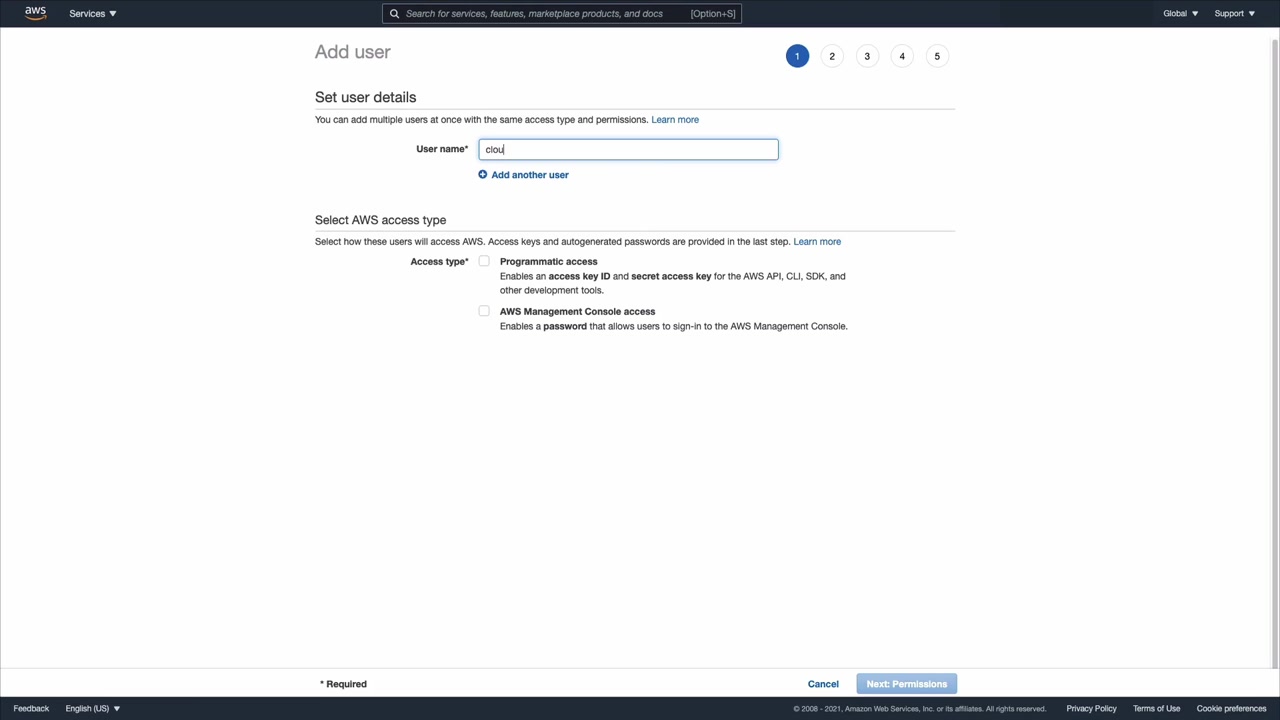 aws
Services
Search for services, features, marketplace products, and docs
[Option+S]
Global
Support
Add user
1
2
3
4
5
Set user details
You can add multiple users at once with the same access type and permissions. Learn more
User name*
clou
Add another user
Select AWS access type
Select how these users will access AWS. Access keys and autogenerated passwords are provided in the last step. Learn more
Access type*
Programmatic access
Enables an access key ID and secret access key for the AWS API, CLI, SDK, and
other development tools.
AWS Management Console access
Enables a password that allows users to sign-in to the AWS Management Console.
* Required
Cancel
Next: Permissions
Feedback
English (US)
© 2008 - 2021, Amazon Web Services, Inc. or its affiliates. All rights reserved.
Privacy Policy
Terms of Use
Cookie preferences